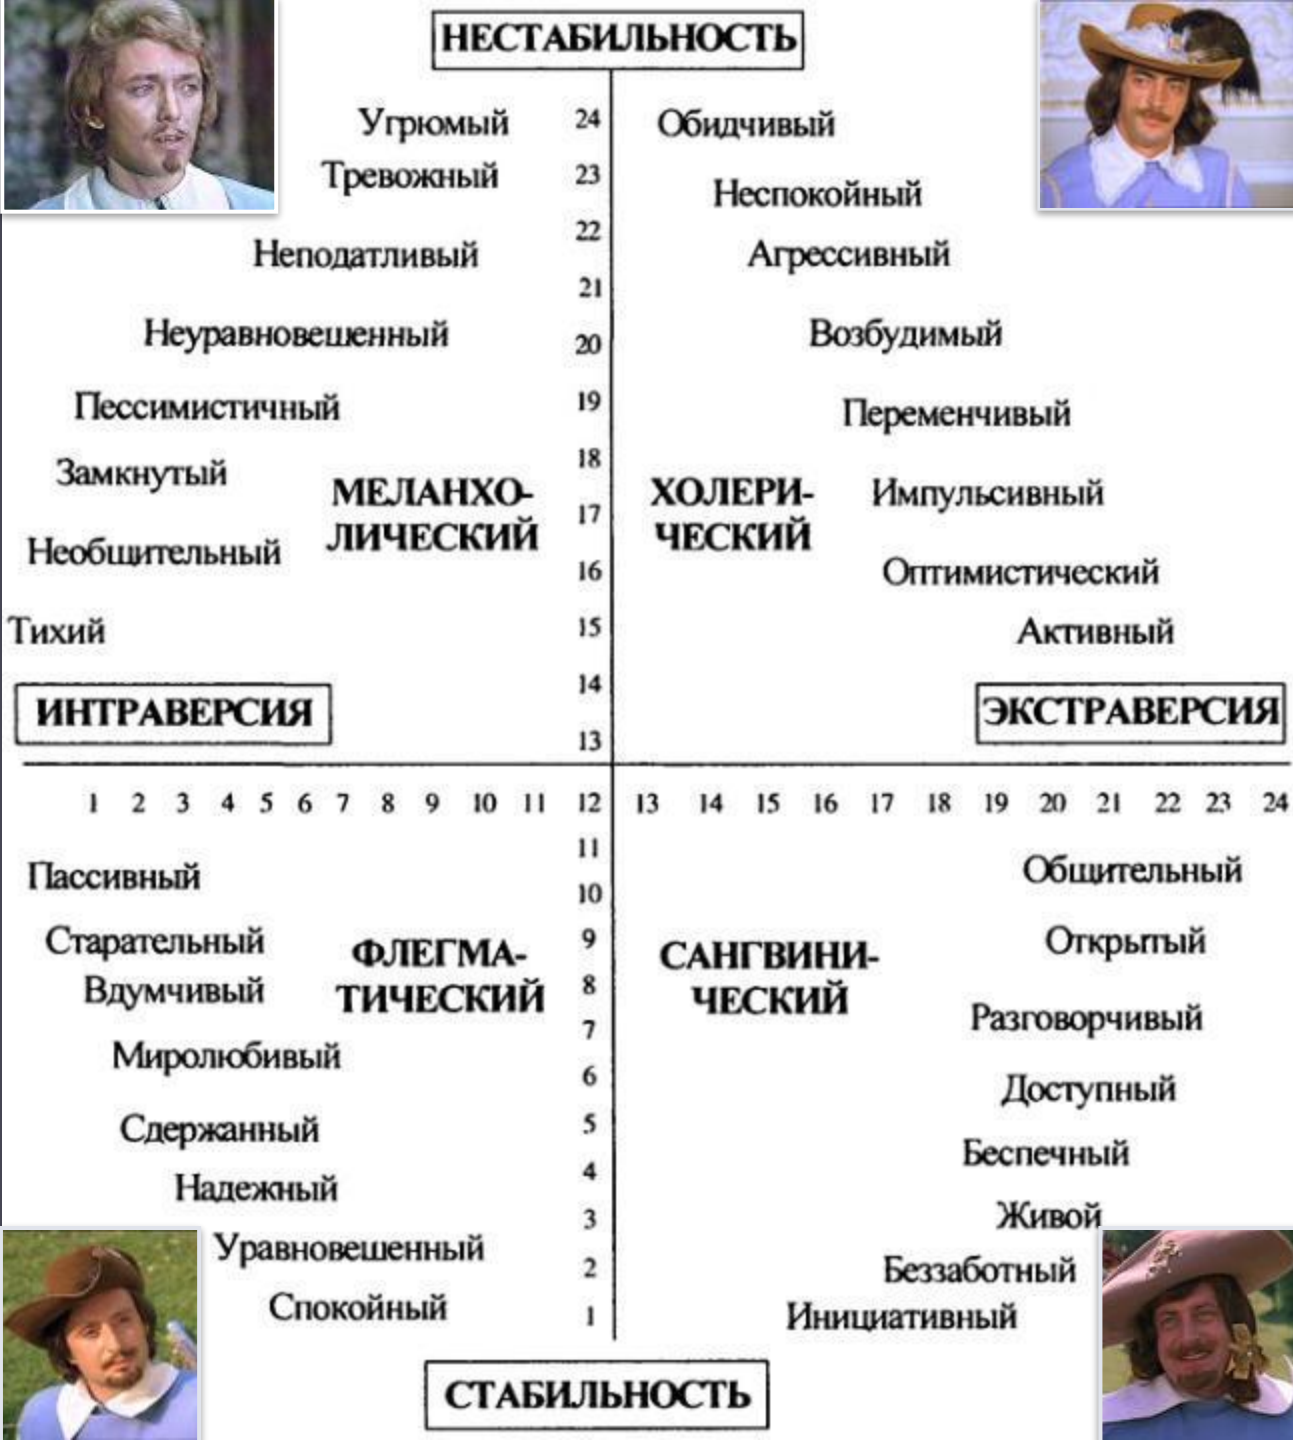 НЕСТАБИЛЬНОСТЬ
Угрюмый 24 Обидчивый
Тревожный 23
Неспокойный
22
Неподатливый Агрессивный
21
Неуравновешенный 20 Возбудимый
Пессимистичный 19 Переменчивый
18
Замкнутый
МЕЛАНХО- 17 ХОЛЕРИ- Импульсивный
ЛИЧЕСКИЙ ЧЕСКИЙ
Необщительный 16 Оптимистический
Тихий 15 Активный
14
ИНТРАВЕРСИЯ ЭКСТРАВЕРСИЯ
13
1 2 3 4 5 6 7 8 9 10 11 12 13 14 15 16 17 18 19 20 21 22 23 24
11
Пассивный Общительный
10
Старательный 9 Открытый
ФЛЕГМА- САНГВИНИ-
Вдумчивый 8
ТИЧЕСКИЙ ЧЕСКИЙ
7 Разговорчивый
Миролюбивый
6 Доступный
Сдержанный 5
Беспечный
4
Надежный
3 Живой
Уравновешенный
2 Беззаботный
Спокойный 1 Инициативный
СТАБИЛЬНОСТЬ